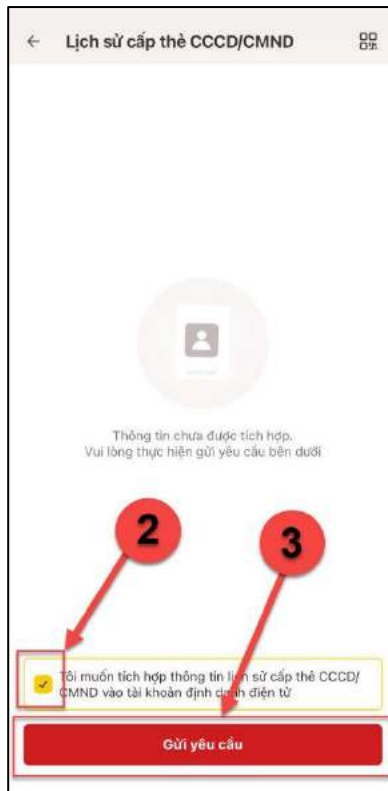 Lịch sử cấp thẻ CCCD/CMND
Thông tin chưa được tích hợp.
Vui lòng thực hiện gửi yêu cầu bên dưới
2
3
Tôi muốn tích hợp thông tin lịch sử cấp thẻ CCCD/
CMND vào tài khoản định danh điện tử
Gửi yêu cầu